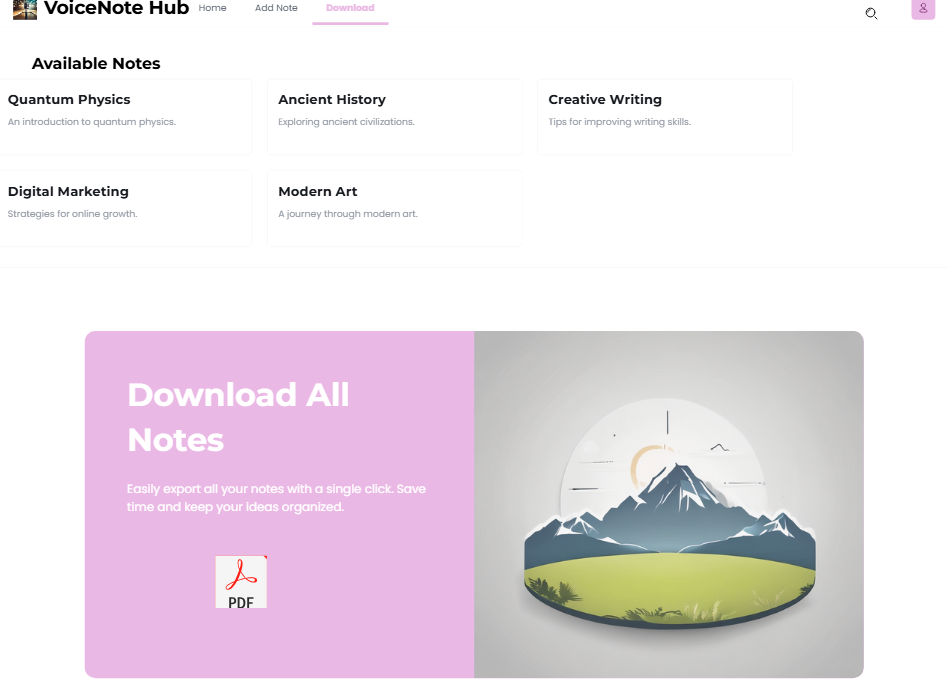 VoiceNote Hub Home Add Note Download
Available Notes
Quantum Physics Ancient History Creative Writing
An introduction to quantum physics. Exploring ancient civilizations. Tips for improving writing skills.
Digital Marketing Modern Art
Strategies for online growth. A journey through modern art.
Download All
Notes
Easily export all your notes with a single click. Save
time and keep your ideas organized.
PDF